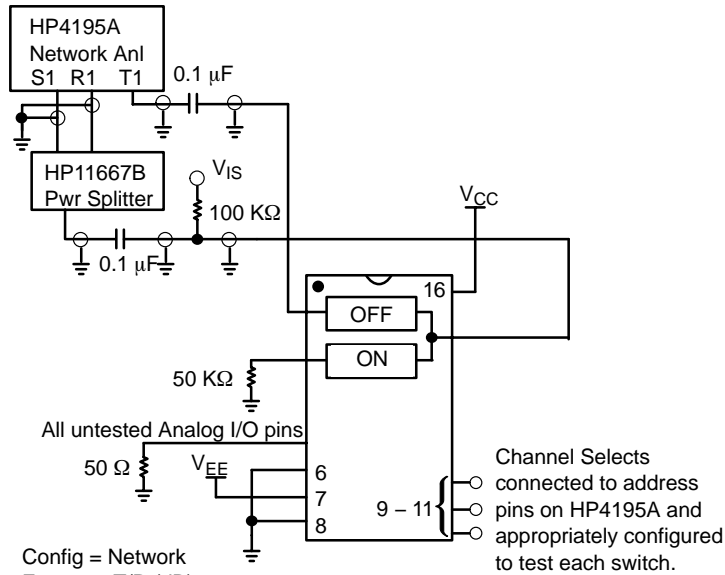 HP4195A
Network Anl
S1 R1 T1
0.1 μF
HP11667B
Pwr Splitter
VIS
100 KΩ
0.1 μF
VCC
16
OFF
ON
50 KΩ
All untested Analog I/O pins
50 Ω
VEE
6
7
8
9 – 11
Channel Selects
connected to address
pins on HP4195A and
appropriately configured
to test each switch.
Config = Network